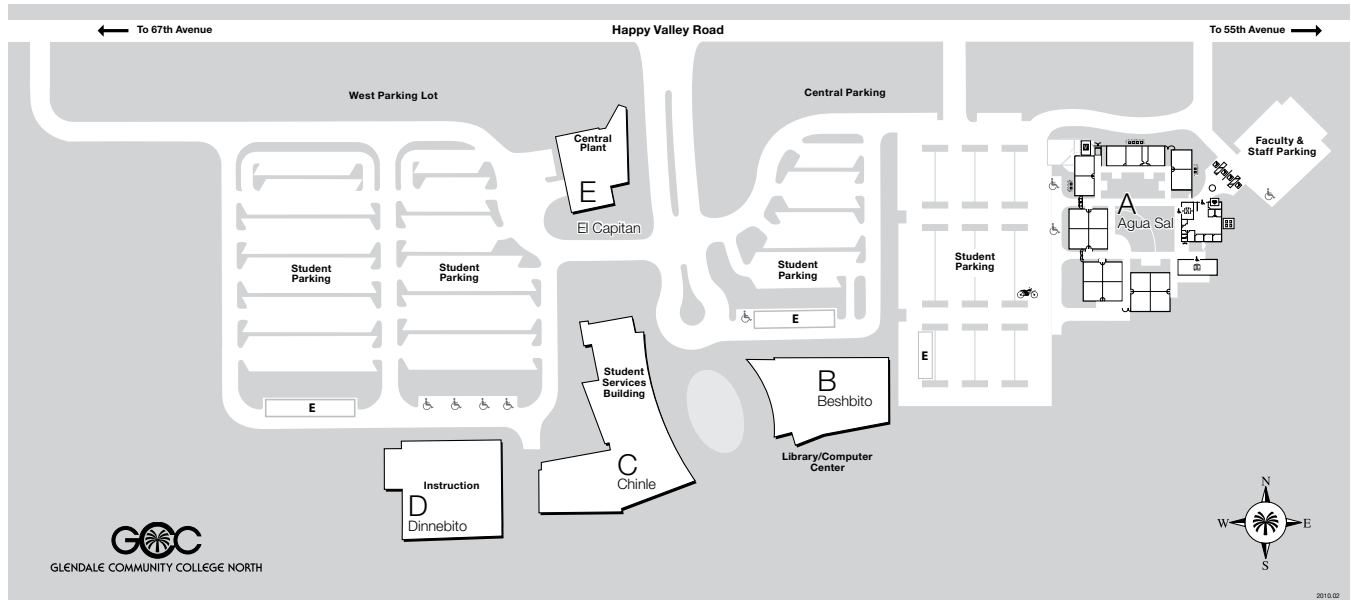 To 67th Avenue
Happy Valley Road
To 55th Avenue
West Parking Lot
Central Parking
Central
Plant
E
El Capitan
Faculty &
Staff Parking
A
Agua Sal
Student
Parking
Student
Parking
Student
Parking
Student
Parking
E
E
E
Student
Services
Building
C
Chinle
B
Beshbito
Library/Computer
Center
Instruction
D
Dinnebito
GCC
GLENDALE COMMUNITY COLLEGE NORTH
N
W
E
S
2010.02